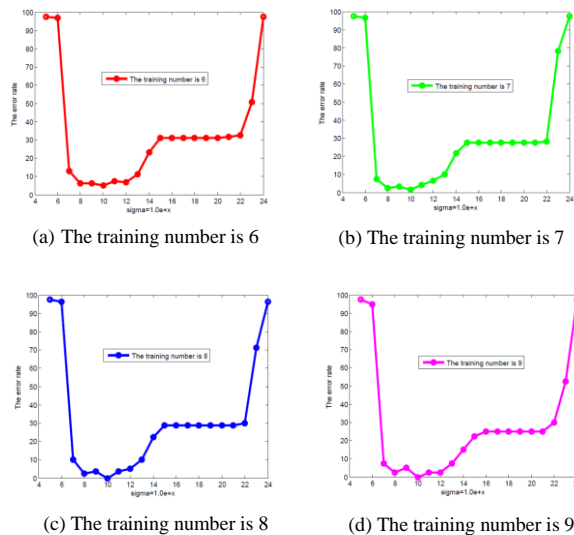 100
90
80
70
60
50
40
30
20
10
0
The error rate
The training number is 6
4 6 8 10 12 14 16 18 20 22 24
sigma=1.0e+x
(a) The training number is 6
100
90
80
70
60
50
40
30
20
10
0
The error rate
The training number is 7
4 6 8 10 12 14 16 18 20 22 24
sigma=1.0e+x
(b) The training number is 7
100
90
80
70
60
50
40
30
20
10
0
The error rate
The training number is 8
4 6 8 10 12 14 16 18 20 22 24
sigma=1.0e+x
(c) The training number is 8
100
90
80
70
60
50
40
30
20
10
0
The error rate
The training number is 9
4 6 8 10 12 14 16 18 20 22
sigma=1.0e+x
(d) The training number is 9